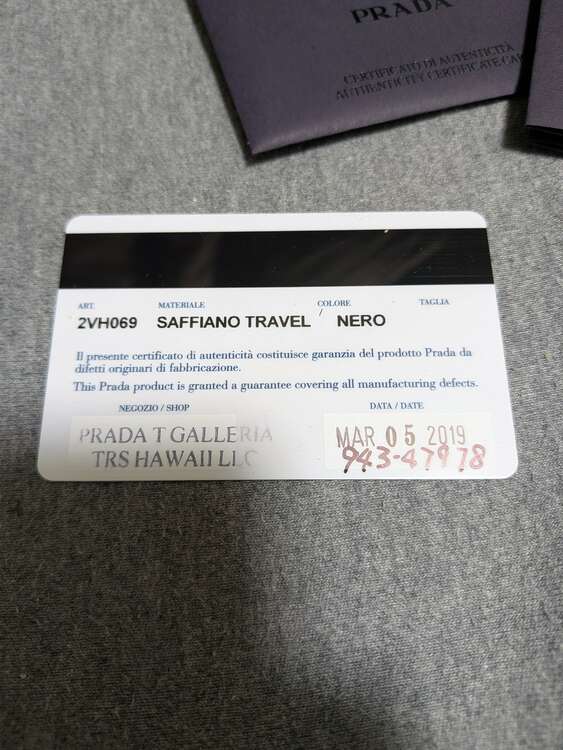 PRADA
CERTIFICATO DI AUTENTICITÀ
AUTHENTICITY CERTIFICATE CA
ART. MATERIALE COLORE TAGLIA
2VH069 SAFFIANO TRAVEL / NERO
Il presente certificato di autenticità costituisce garanzia del prodotto Prada da
difetti originari di fabbricazione.
This Prada product is granted a guarantee covering all manufacturing defects.
NEGOZIO / SHOP DATA / DATE
PRADA T GALLERIA MAR 05 2019
TRS HAWAII LLC 943-47978